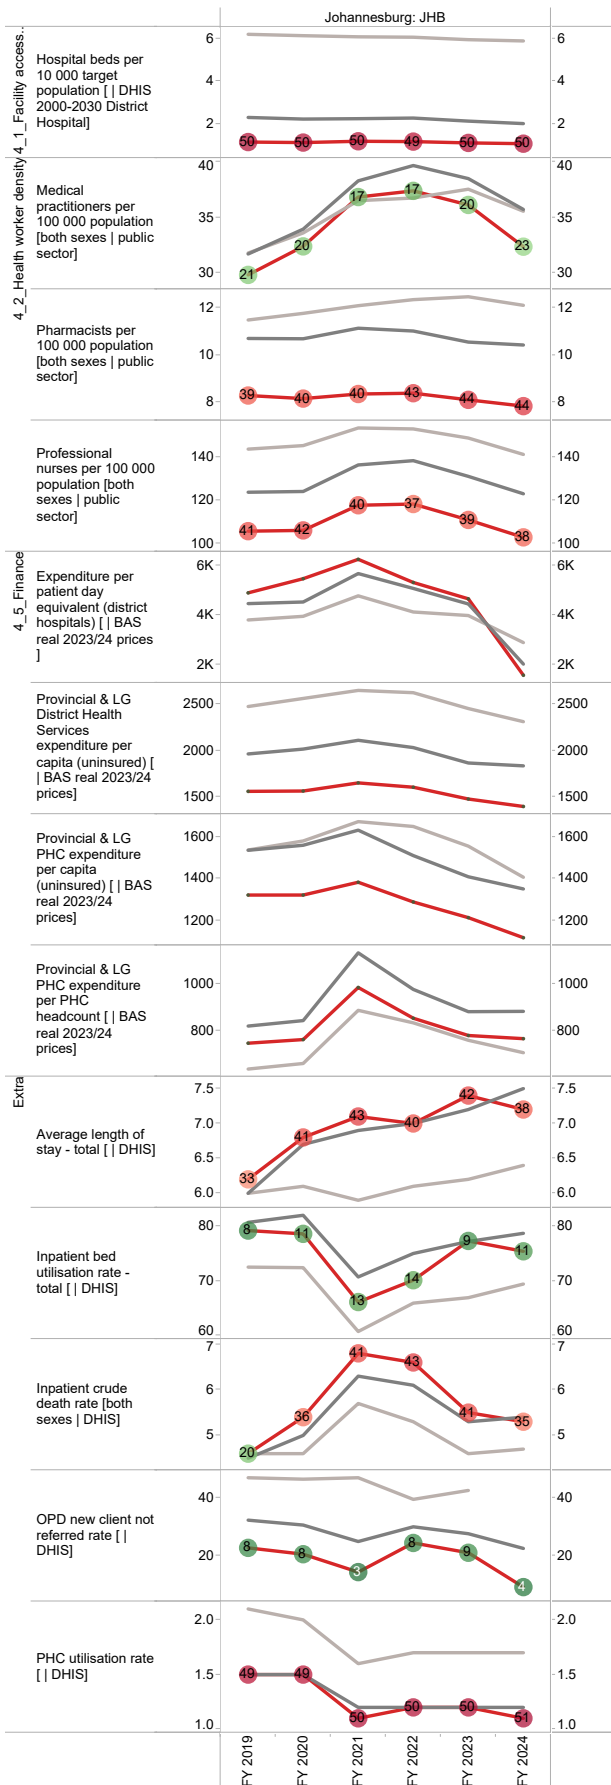 Johannesburg: JHB
4_1_Facility access..
Hospital beds per
10 000 target
population [ | DHIS
2000-2030 District
Hospital]
6
4
2
50
50
50
49
50
50
6
4
2
4_2_Health worker density
Medical
practitioners per
100 000 population
[both sexes | public
sector]
40
35
30
21
20
17
17
20
23
40
35
30
Pharmacists per
100 000 population
[both sexes | public
sector]
12
10
8
39
40
40
43
44
44
12
10
8
Professional
nurses per 100 000
population [both
sexes | public
sector]
140
120
100
41
42
40
37
39
38
140
120
100
4_5_Finance
Expenditure per
patient day
equivalent (district
hospitals) [ | BAS
real 2023/24 prices
]
6K
4K
2K
6K
4K
2K
Provincial & LG
District Health
Services
expenditure per
capita (uninsured) [
| BAS real 2023/24
prices]
2500
2000
1500
2500
2000
1500
Provincial & LG
PHC expenditure
per capita
(uninsured) [ | BAS
real 2023/24
prices]
1600
1400
1200
1600
1400
1200
Provincial & LG
PHC expenditure
per PHC
headcount [ | BAS
real 2023/24
prices]
1000
800
1000
800
Extra
Average length of
stay - total [ | DHIS]
7.5
7.0
6.5
6.0
33
41
43
40
42
38
7.5
7.0
6.5
6.0
Inpatient bed
utilisation rate -
total [ | DHIS]
80
70
60
8
11
13
14
9
11
80
70
60
Inpatient crude
death rate [both
sexes | DHIS]
7
6
5
20
36
41
43
41
35
7
6
5
OPD new client not
referred rate [ |
DHIS]
40
20
8
8
3
8
9
4
40
20
PHC utilisation rate
[ | DHIS]
2.0
1.5
1.0
49
49
50
50
50
51
2.0
1.5
1.0
FY 2019
FY 2020
FY 2021
FY 2022
FY 2023
FY 2024